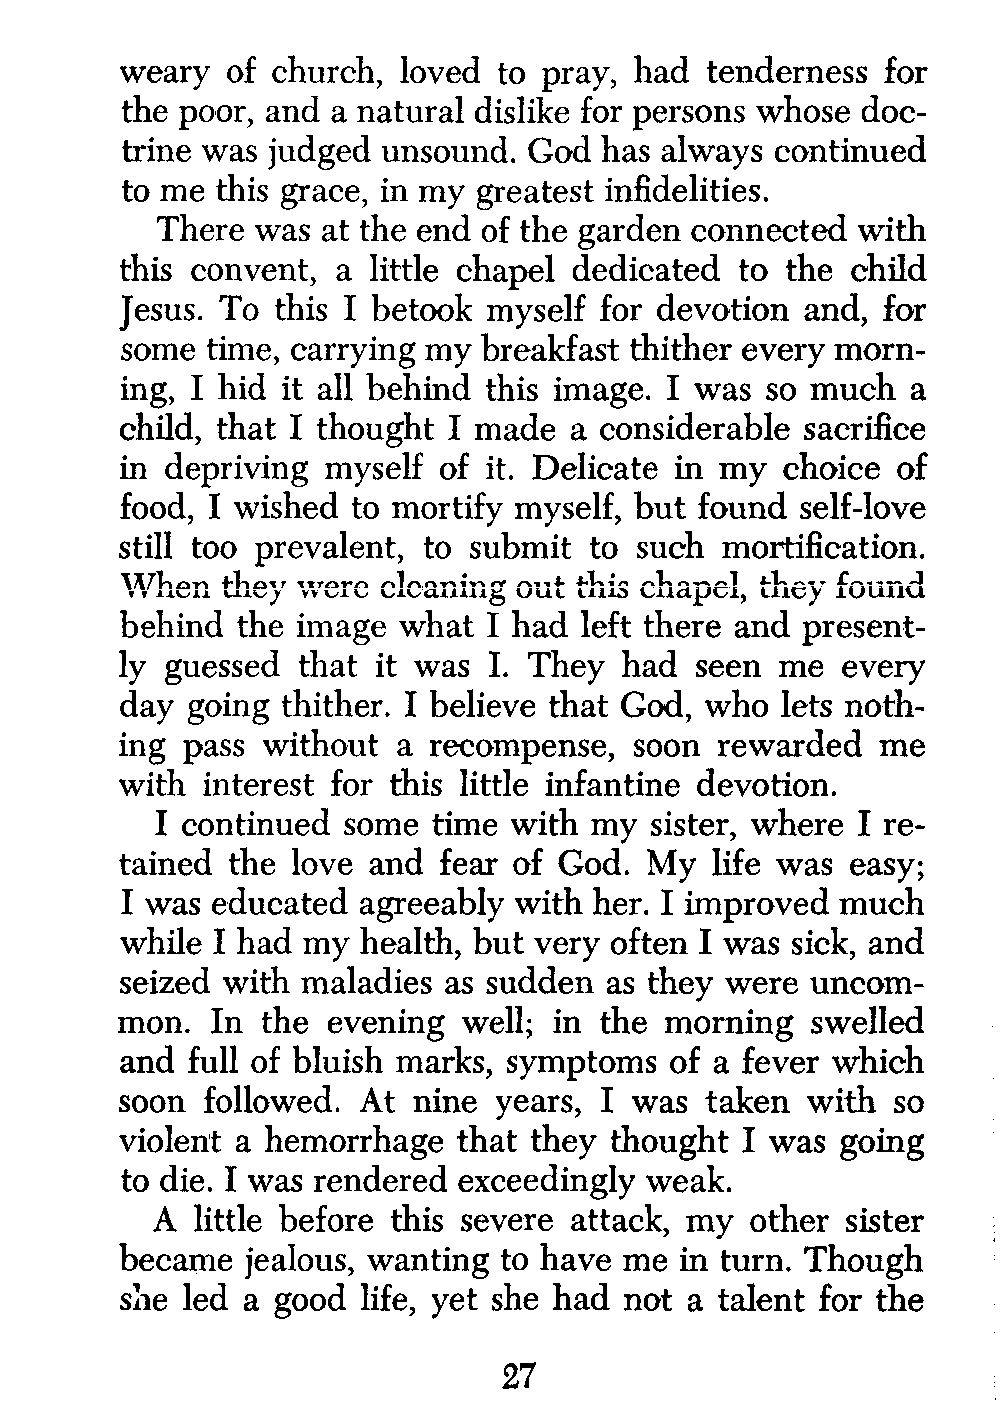 weary of church, loved to pray, had tenderness for
the poor, and a natural dislike for persons whose doc-
trine was judged unsound. God has always continued
to me this grace, in my greatest infidelities.
There was at the end of the garden connected with
this convent, a little chapel dedicated to the child
Jesus. To this I betook myself for devotion and, for
some time, carrying my breakfast thither every morn-
ing, I hid it all behind this image. I was so much a
child, that I thought I made a considerable sacrifice
in depriving myself of it. Delicate in my choice of
food, I wished to mortify myself, but found self-love
still too prevalent, to submit to such mortification.
When they were cleaning out this chapel, they found
behind the image what I had left there and present-
ly guessed that it was I. They had seen me every
day going thither. I believe that God, who lets noth-
ing pass without a recompense, soon rewarded me
with interest for this little infantine devotion.
I continued some time with my sister, where I re-
tained the love and fear of God. My life was easy;
I was educated agreeably with her. I improved much
while I had my health, but very often I was sick, and
seized with maladies as sudden as they were uncom-
mon. In the evening well; in the morning swelled
and full of bluish marks, symptoms of a fever which
soon followed. At nine years, I was taken with so
violent a hemorrhage that they thought I was going
to die. I was rendered exceedingly weak.
A little before this severe attack, my other sister
became jealous, wanting to have me in turn. Though
she led a good life, yet she had not a talent for the
27